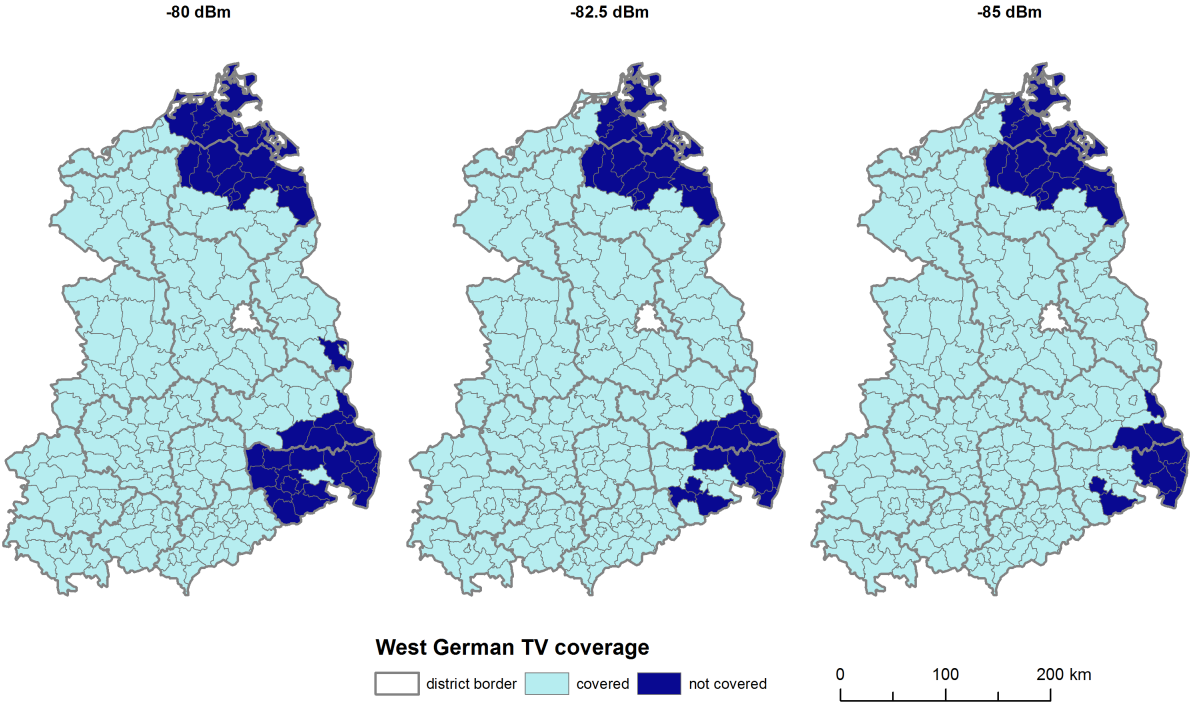 -80 dBm
-82.5 dBm
-85 dBm
West German TV coverage
district border
covered
not covered
0
100
200 km